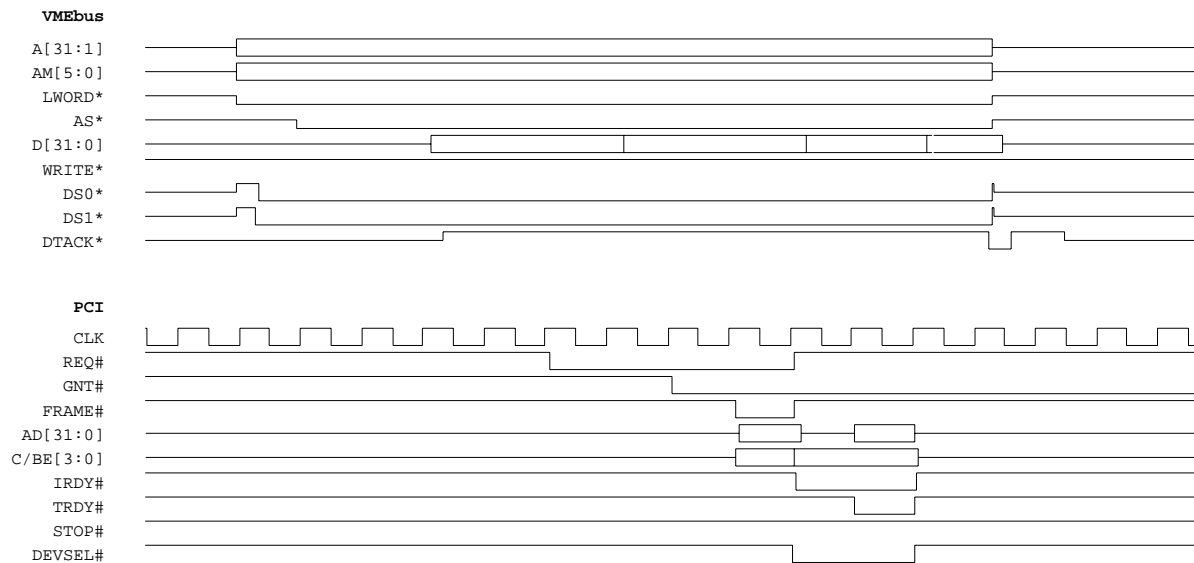 VMEbus
A[31:1]
AM[5:0]
LWORD*
AS*
D[31:0]
WRITE*
DS0*
DS1*
DTACK*
PCI
CLK
REQ#
GNT#
FRAME#
AD[31:0]
C/BE[3:0]
IRDY#
TRDY#
STOP#
DEVSEL#